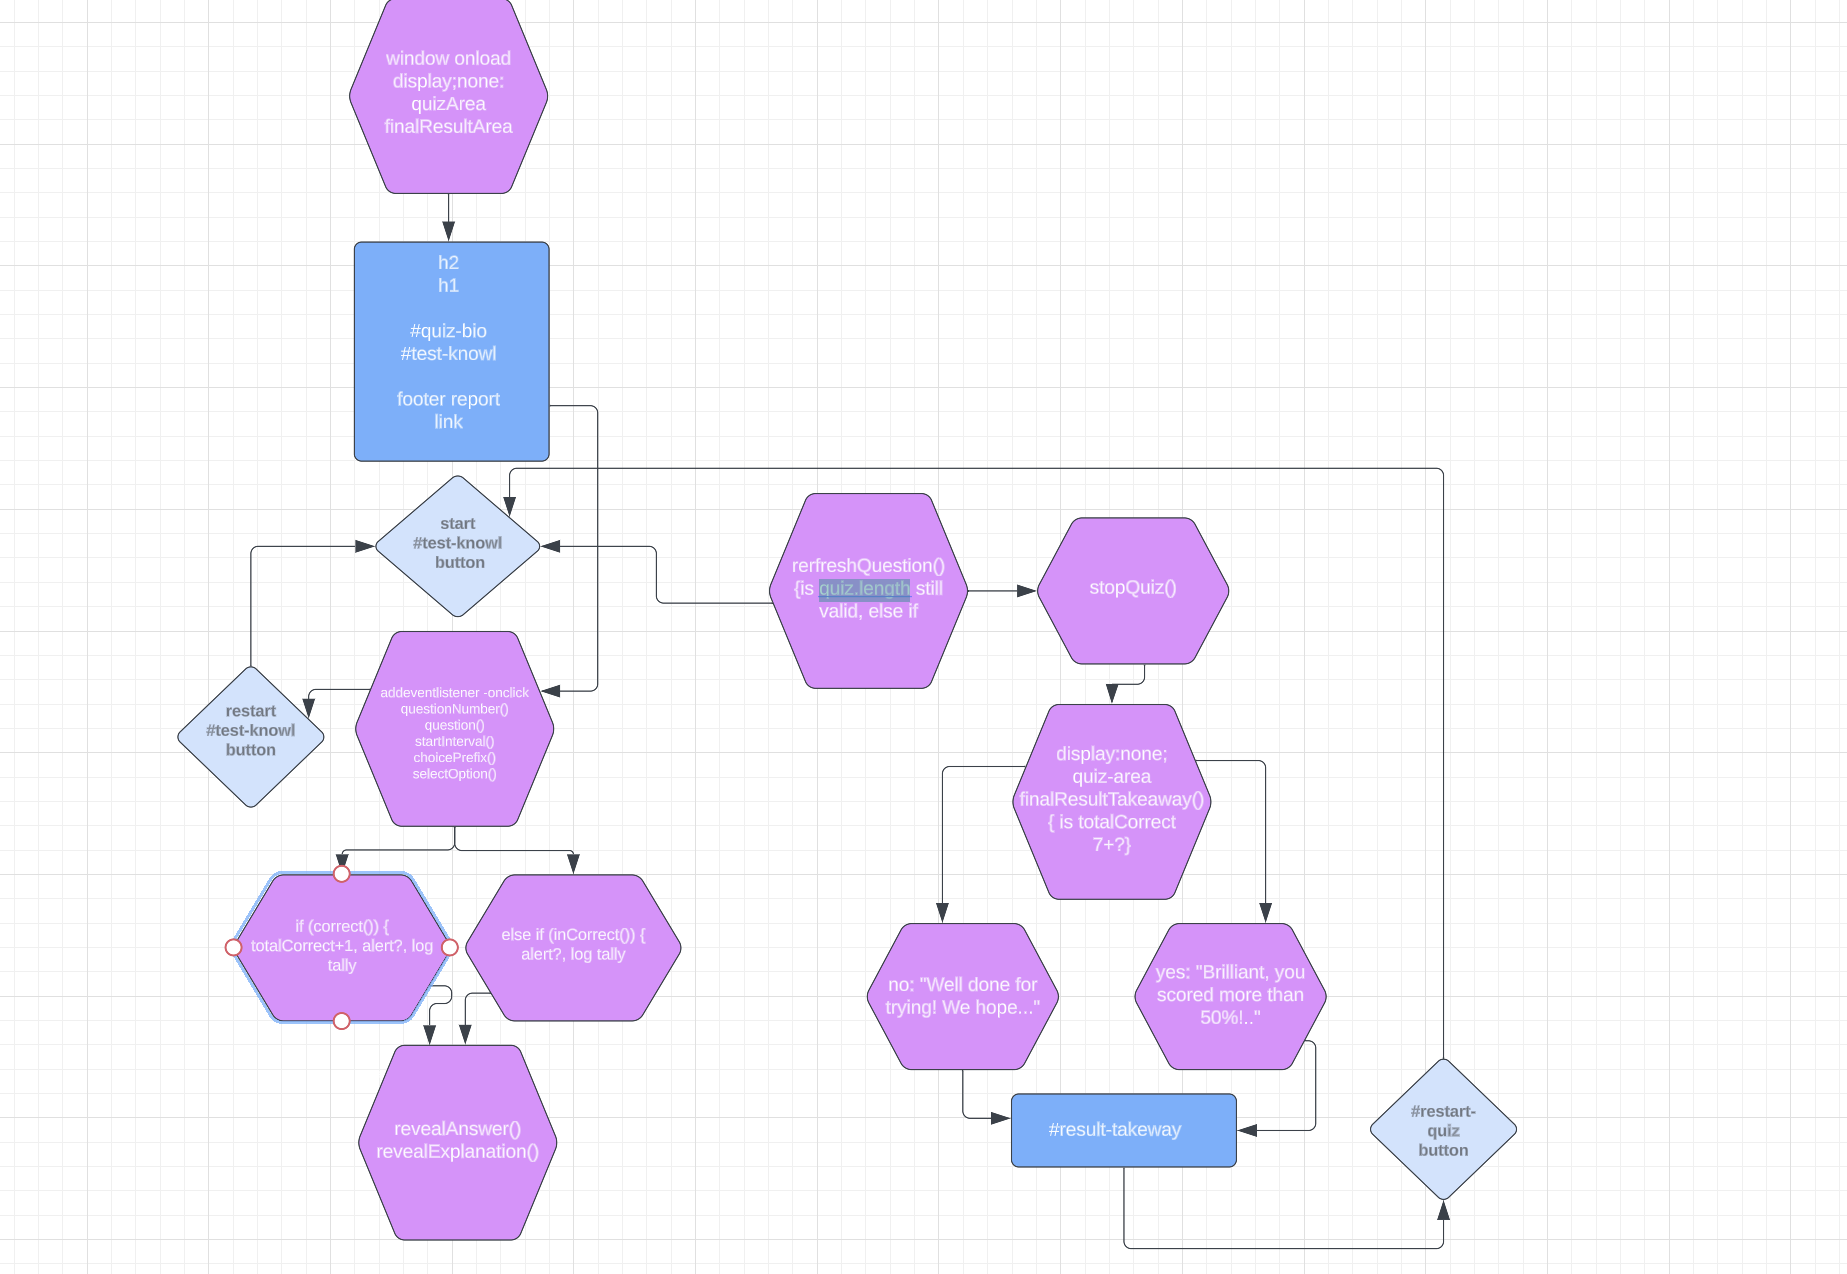 window onload
display;none:
quizArea
finalResultArea
h2
h1
#quiz-bio
#test-knowl
footer report
link
start
#test-knowl
button
rerfreshQuestion()
{is quiz.length still
valid, else if
stopQuiz()
restart
#test-knowl
button
addeventlistener -onclick
questionNumber()
question()
startInterval()
choicePrefix()
selectOption()
display:none;
quiz-area
finalResultTakeaway()
{ is totalCorrect
7+?}
if (correct()) {
totalCorrect+1, alert?, log
tally
else if (inCorrect()) {
alert?, log tally
no: "Well done for
trying! We hope..."
yes: "Brilliant, you
scored more than
50%!.."
revealAnswer()
revealExplanation()
#result-takeway
#restart-
quiz
button